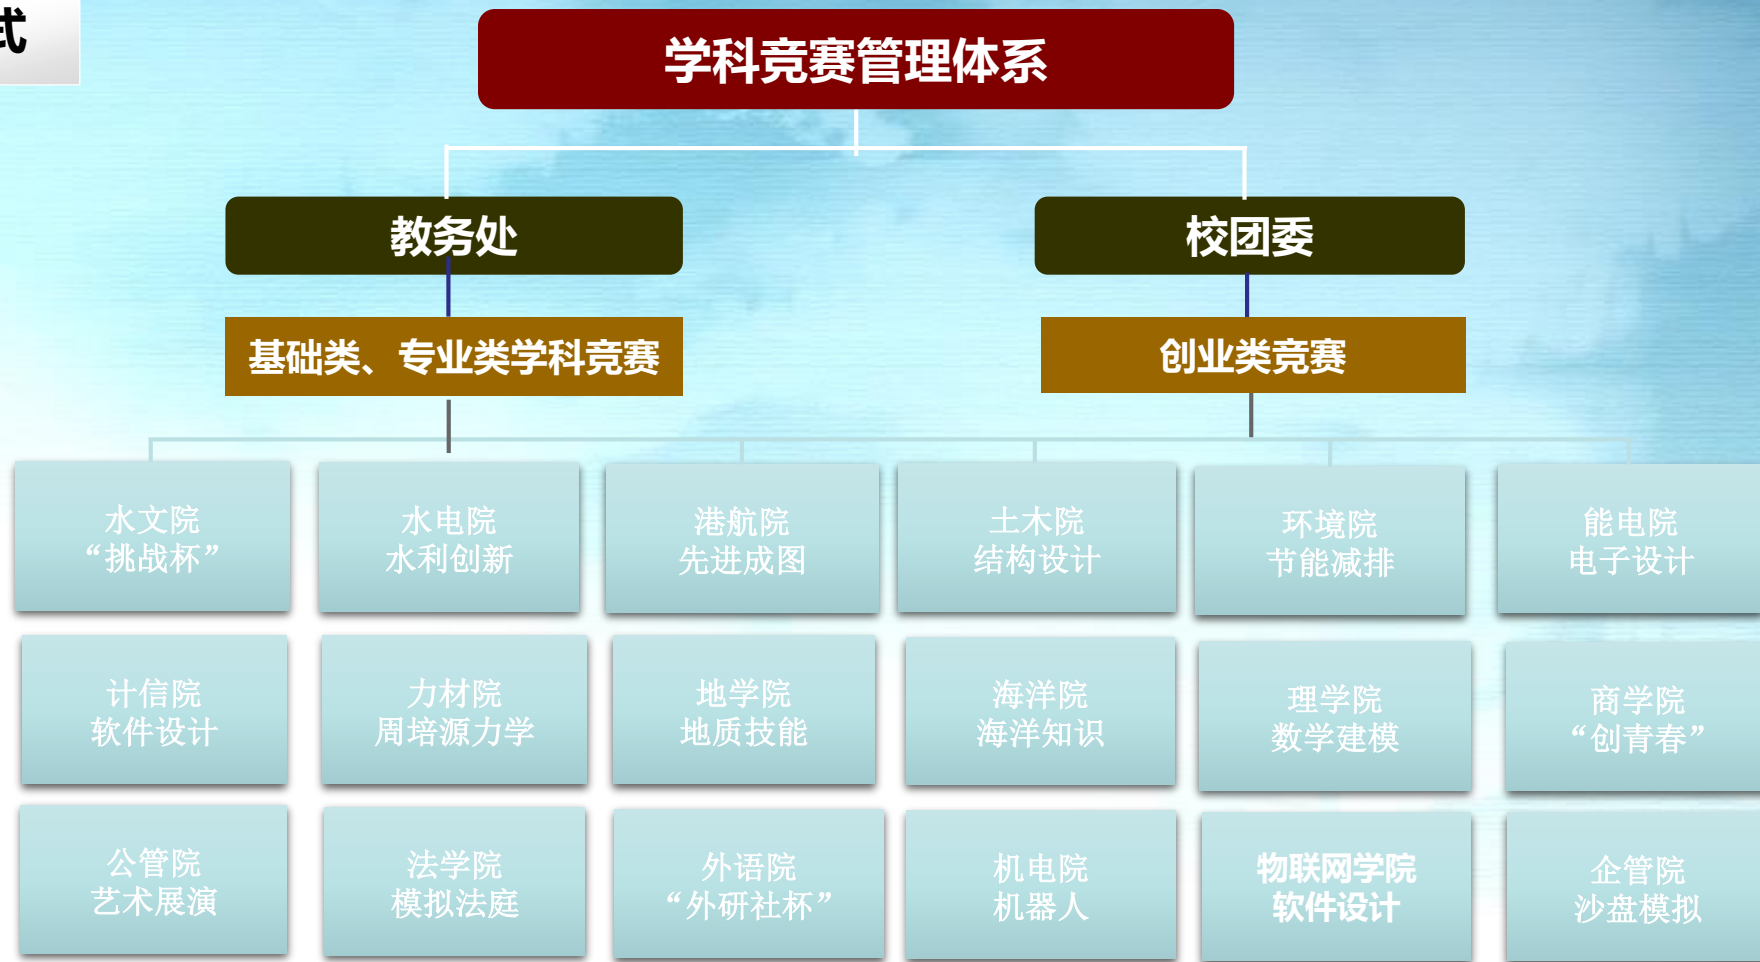 式
学科竞赛管理体系
教务处
校团委
基础类、专业类学科竞赛
创业类竞赛
水文院
“挑战杯”
水电院
水利创新
港航院
先进成图
土木院
结构设计
环境院
节能减排
能电院
电子设计
计信院
软件设计
力材院
周培源力学
地学院
地质技能
海洋院
海洋知识
理学院
数学建模
商学院
“创青春”
公管院
艺术展演
法学院
模拟法庭
外语院
“外研社杯”
机电院
机器人
物联网学院
软件设计
企管院
沙盘模拟